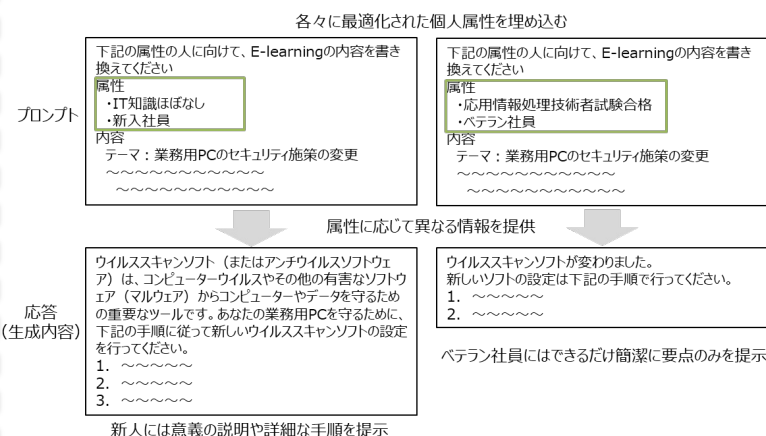 各々に最適化された個人属性を埋め込む
プロンプト
下記の属性の人に向けて、E-learningの内容を書き
換えてください
属性
・IT知識ほぼなし
・新入社員
内容
テーマ：業務用PCのセキュリティ施策の変更
～～～～～～～～～～～
～～～～～～～～～～～
下記の属性の人に向けて、E-learningの内容を書き
換えてください
属性
・応用情報処理技術者試験合格
・ベテラン社員
内容
テーマ：業務用PCのセキュリティ施策の変更
～～～～～～～～～～～
～～～～～～～～～～～
属性に応じて異なる情報を提供
応答
（生成内容）
ウイルススキャンソフト（またはアンチウイルスソフトウェ
ア）は、コンピューターウイルスやその他の有害なソフトウ
ェア（マルウェア）からコンピューターやデータを守るため
の重要なツールです。あなたの業務用PCを守るために、
下記の手順に従って新しいウイルススキャンソフトの設定
を行ってください。
1. ～～～～～
2. ～～～～～
3. ～～～～～
新人には意義の説明や詳細な手順を提示
ウイルススキャンソフトが変わりました。
新しいソフトの設定は下記の手順で行ってください。
1. ～～～～～
2. ～～～～～
ベテラン社員にはできるだけ簡潔に要点のみを提示